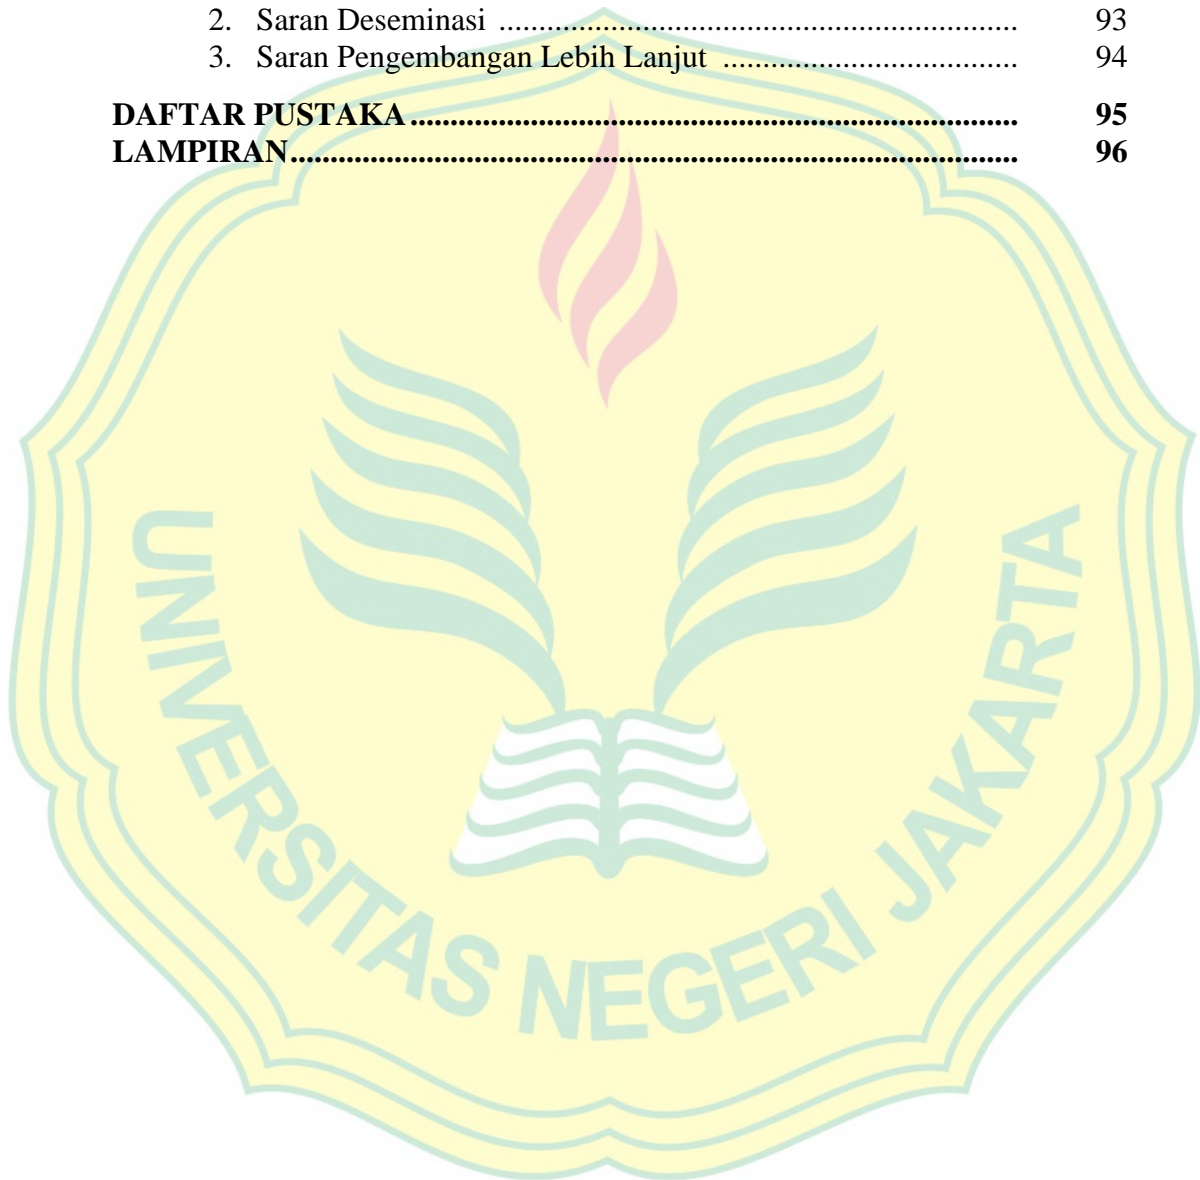 2. Saran Deseminasi ................................................................. 93
3. Saran Pengembangan Lebih Lanjut ..................................... 94
DAFTAR PUSTAKA ................................................................ 95
LAMPIRAN ............................................................................. 96
UNIVERSITAS NEGERI JAKARTA